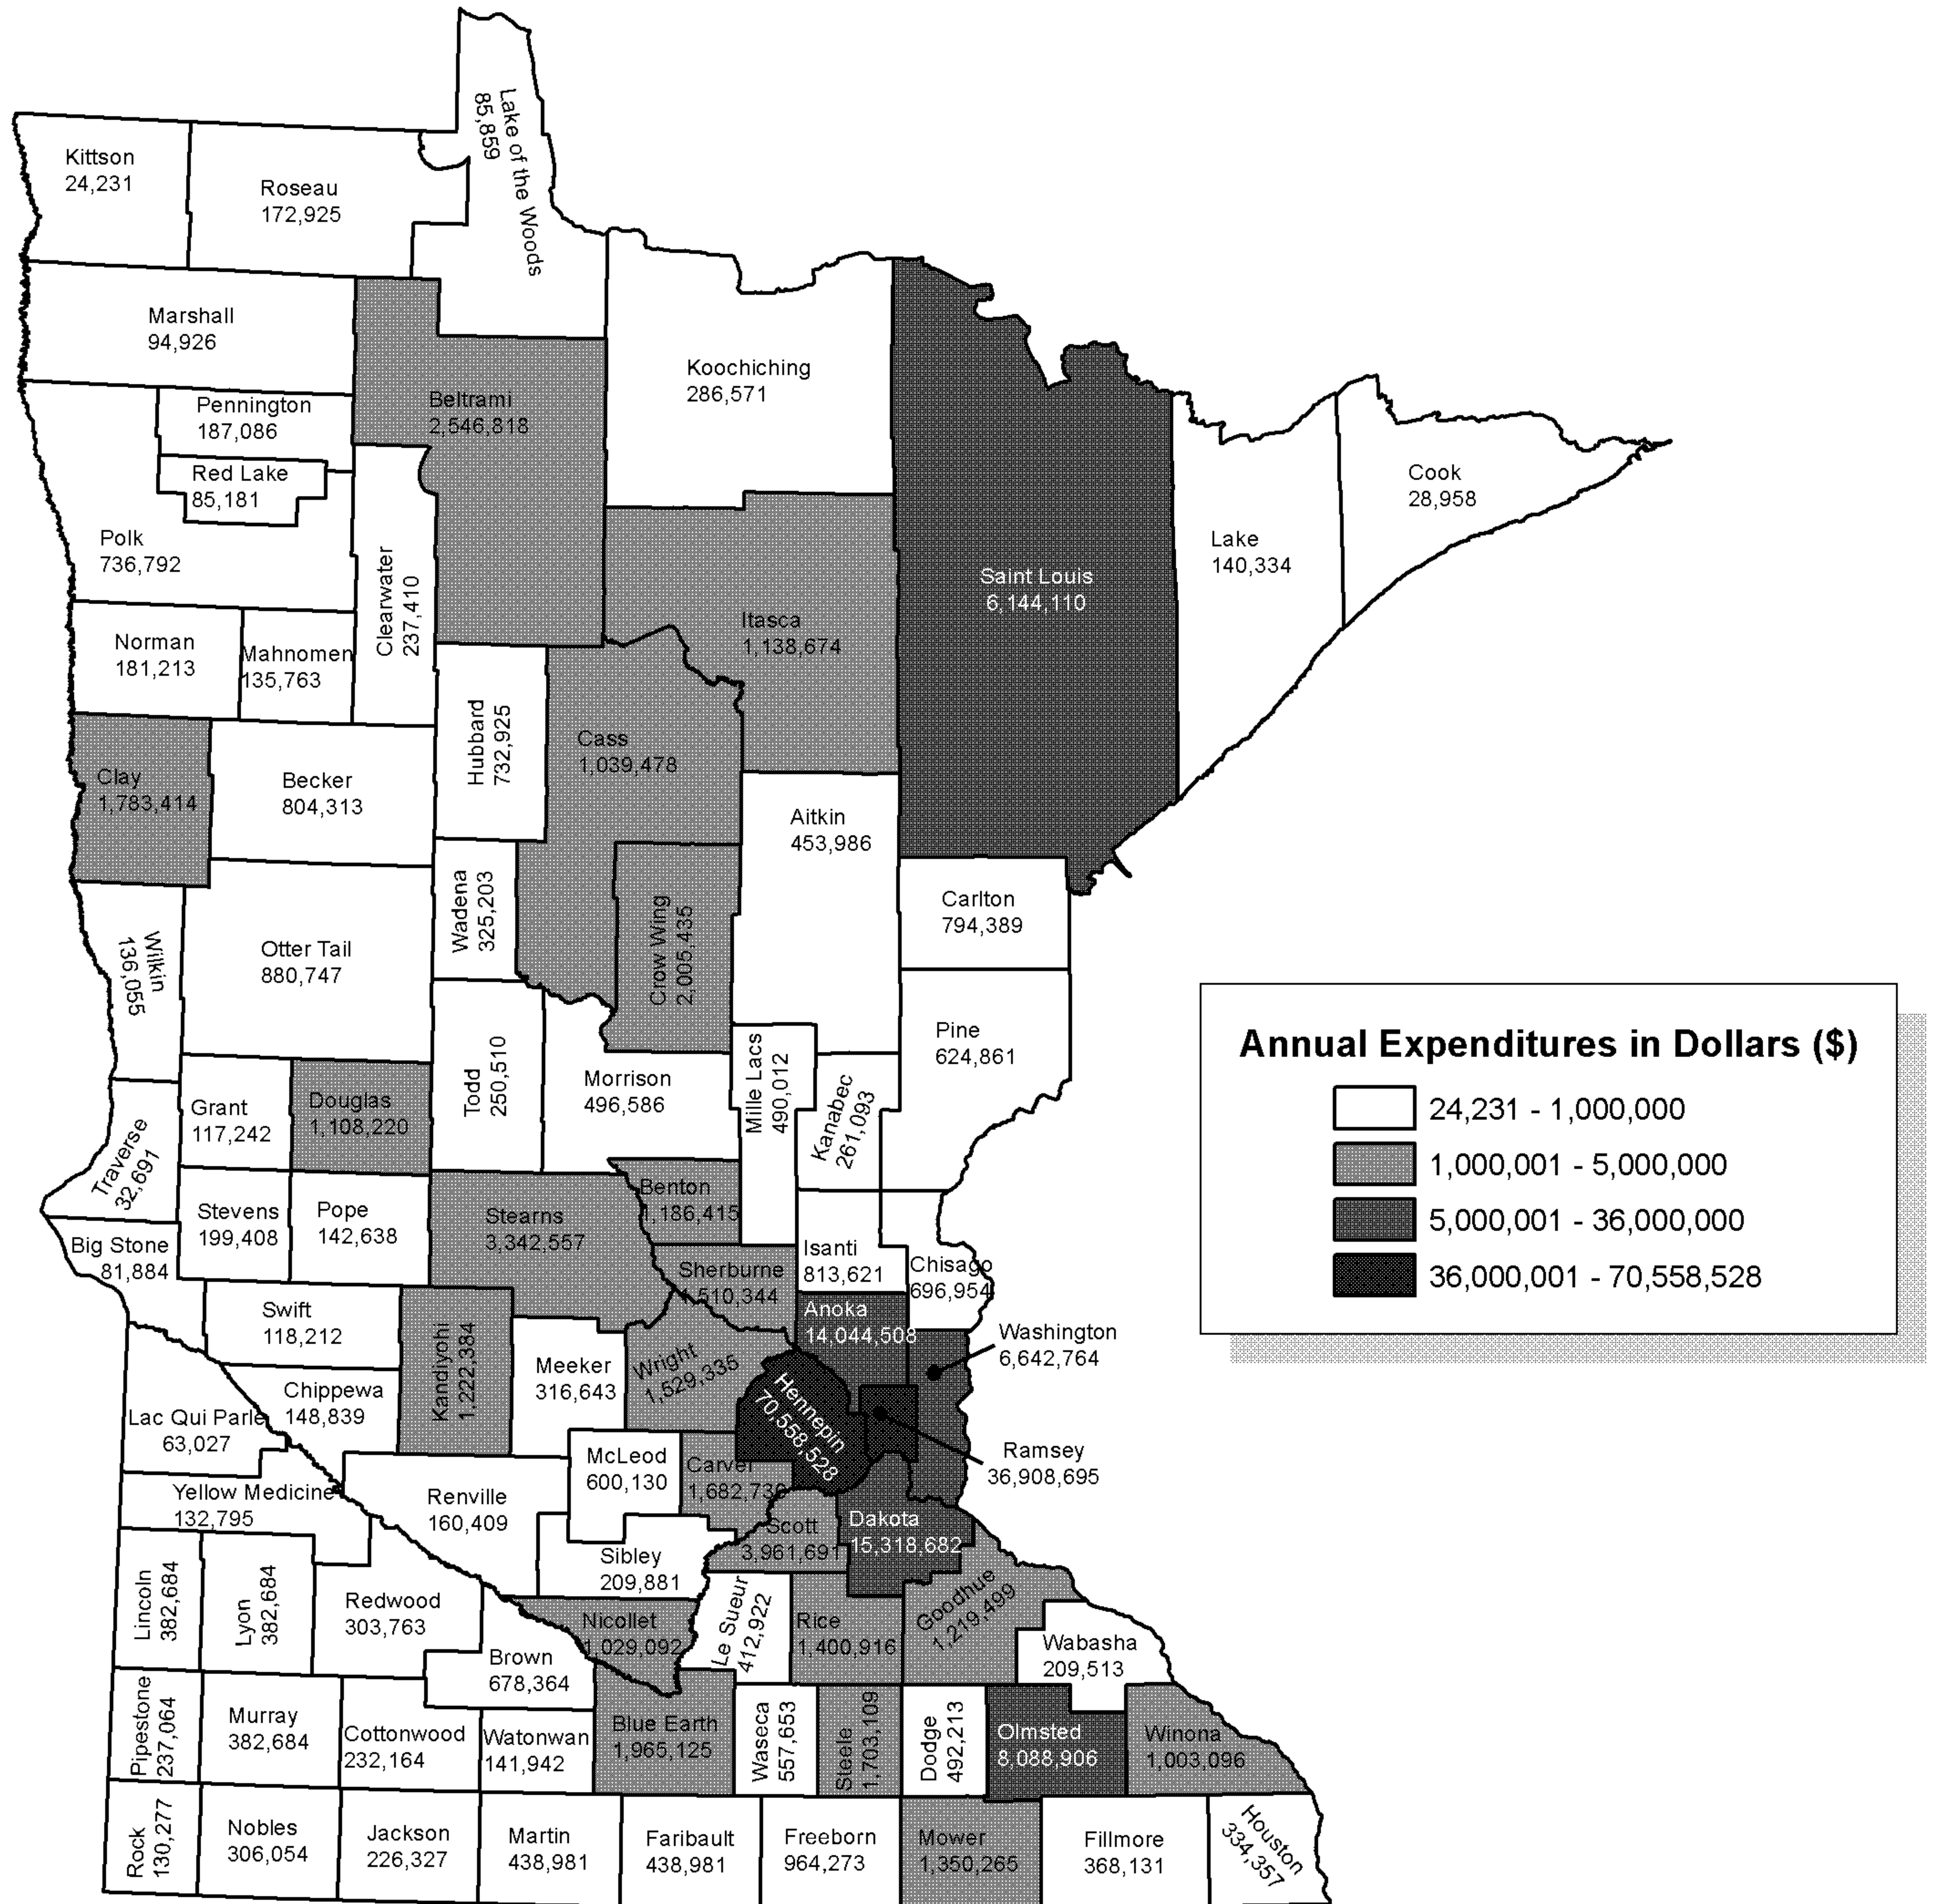 Lake of the Woods
85,859
Kittson
24,231
Roseau
172,925
Marshall
94,926
Beltrami
2,546,818
Koochiching
286,571
Pennington
187,086
Red Lake
85,181
Polk
736,792
Clearwater
237,410
Saint Louis
6,144,110
Lake
140,334
Cook
28,958
Itasca
1,138,674
Norman
181,213
Mahnomen
135,763
Hubbard
732,925
Cass
1,039,478
Clay
1,783,414
Becker
804,313
Aitkin
453,986
Carlton
794,389
Wadena
325,203
Crow Wing
2,005,435
Wilkin
136,055
Otter Tail
880,747
Pine
624,861
Annual Expenditures in Dollars ($)
24,231 - 1,000,000
1,000,001 - 5,000,000
5,000,001 - 36,000,000
36,000,001 - 70,558,528
Todd
250,510
Morrison
496,586
Mille Lacs
490,012
Kanabec
261,093
Grant
117,242
Douglas
1,108,220
Traverse
32,691
Stevens
199,408
Pope
142,638
Stearns
3,342,557
Benton
1,186,415
Big Stone
81,884
Sherburne
1,510,344
Isanti
813,621
Chisago
696,954
Swift
118,212
Kandiyohi
1,222,384
Meeker
316,643
Wright
1,529,335
Anoka
14,044,508
Washington
6,642,764
Hennepin
70,558,528
Ramsey
36,908,695
Chippewa
148,839
Lac Qui Parle
63,027
McLeod
600,130
Carver
1,682,730
Yellow Medicine
132,795
Renville
160,409
Scott
3,961,691
Dakota
15,318,682
Sibley
209,881
Lincoln
382,684
Lyon
382,684
Redwood
303,763
Nicollet
1,029,092
Le Sueur
412,922
Rice
1,400,916
Goodhue
1,219,499
Wabasha
209,513
Brown
678,364
Pipestone
237,064
Murray
382,684
Cottonwood
232,164
Watonwan
141,942
Blue Earth
1,965,125
Waseca
557,653
Steele
1,703,109
Dodge
492,213
Olmsted
8,088,906
Winona
1,003,096
Rock
130,277
Nobles
306,054
Jackson
226,327
Martin
438,981
Faribault
438,981
Freeborn
964,273
Mower
1,350,265
Fillmore
368,131
Houston
334,357